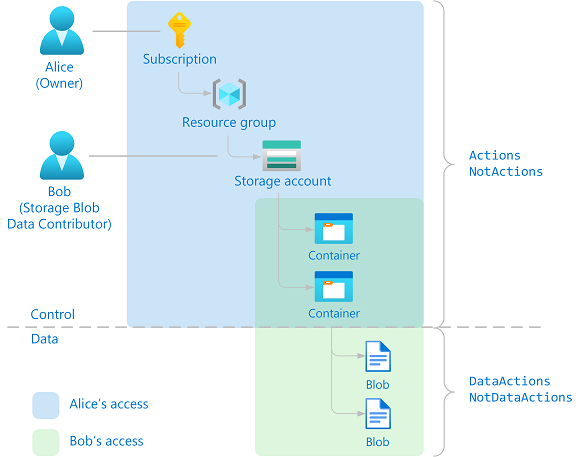 Alice
(Owner)
Subscription
Resource group
Bob
(Storage Blob
Data Contributor)
Storage account
Container
Container
Actions
NotActions
Control
Data
Blob
Blob
DataActions
NotDataActions
Alice's access
Bob's access